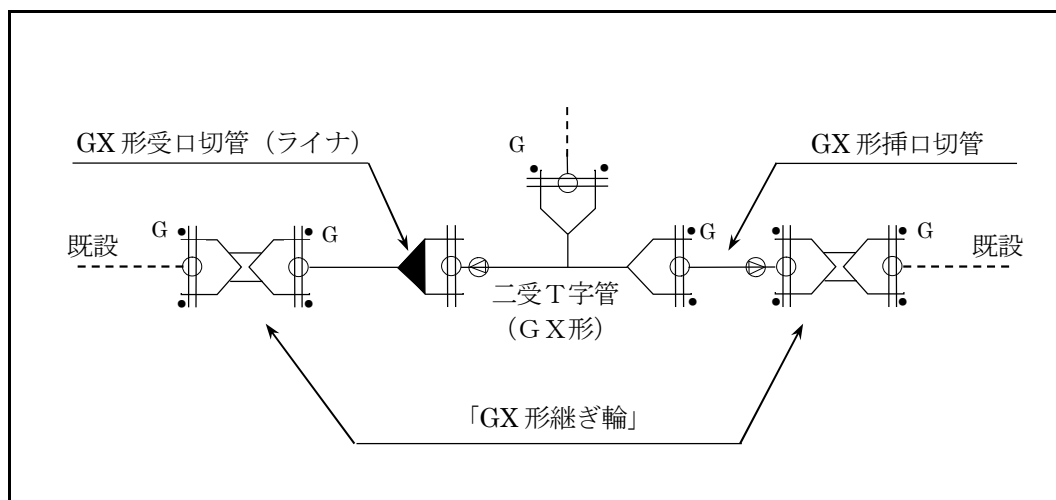 GX 形受口切管（ライナ）
G
GX 形挿口切管
既設
G
G
G
G
既設
二受Ｔ字管
（ＧＸ形）
「GX 形継ぎ輪」